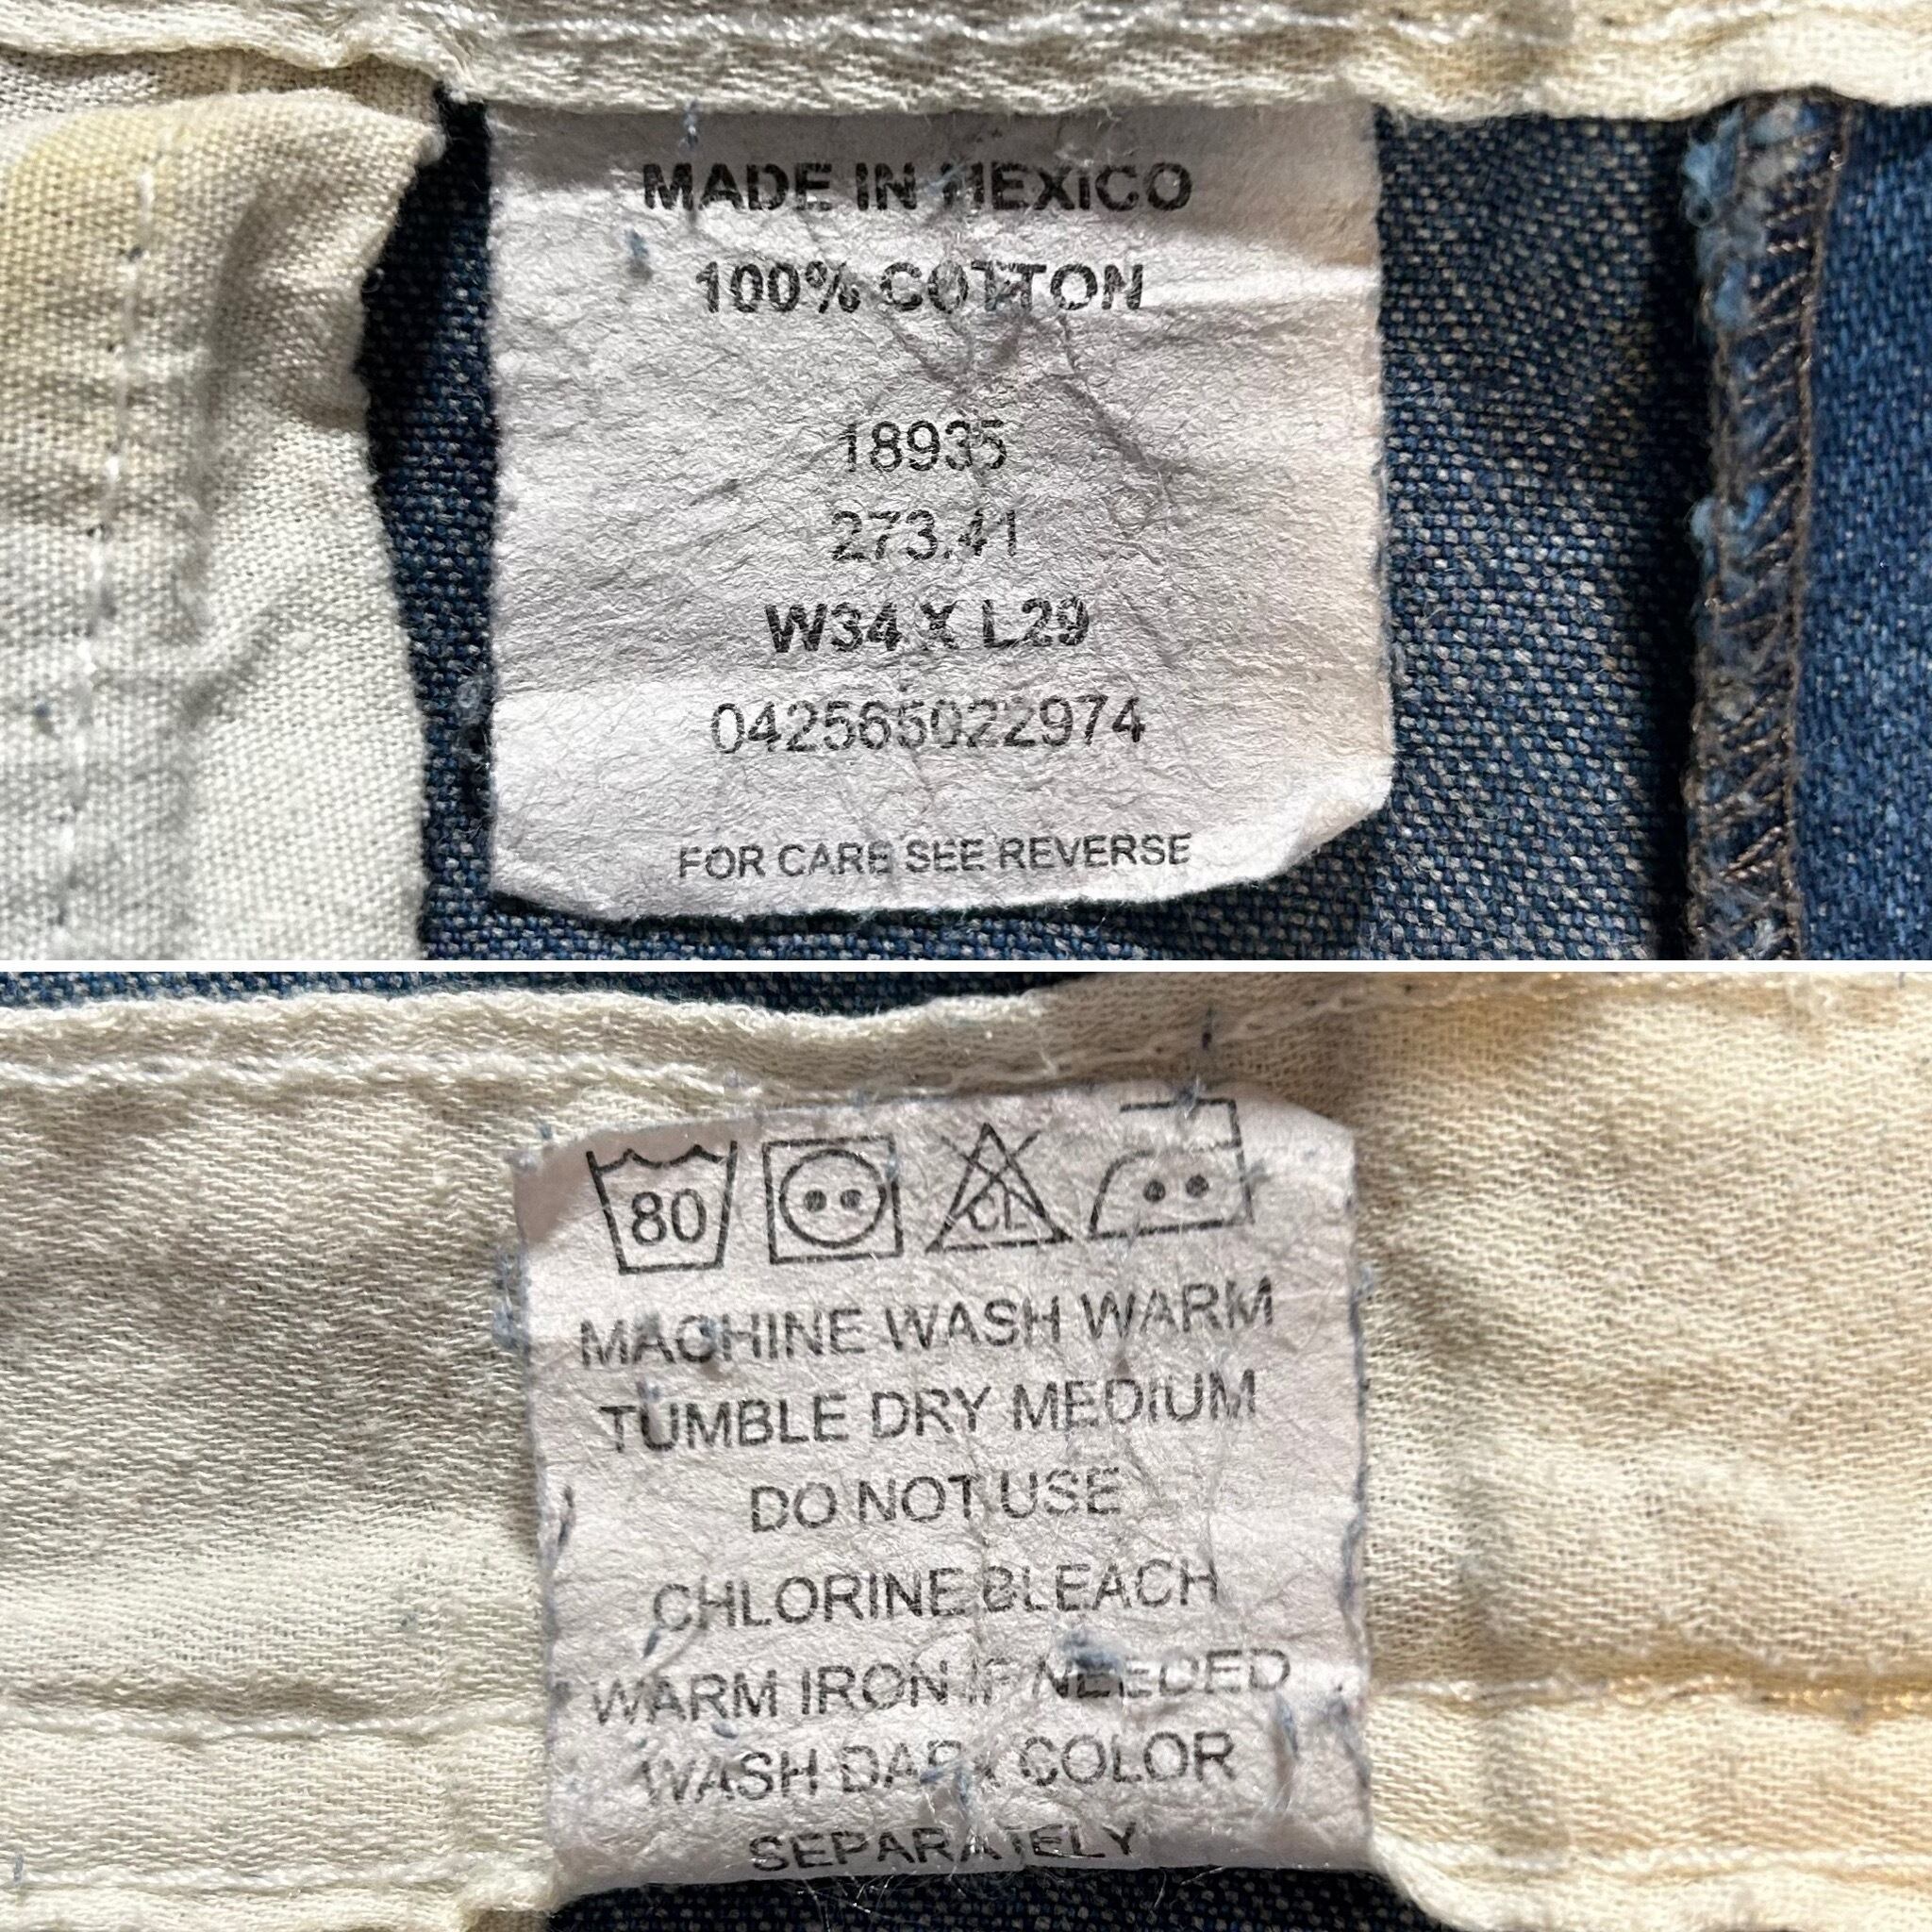 MADE IN MEXICO
100% COTTON
18935
273.41
W34 X L29
042565022974
FOR CARE SEE REVERSE
80
CL
MACHINE WASH WARM
TUMBLE DRY MEDIUM
DO NOT USE
CHLORINE BLEACH
WARM IRON IF NEEDED
WASH DARK COLOR
SEPARATELY